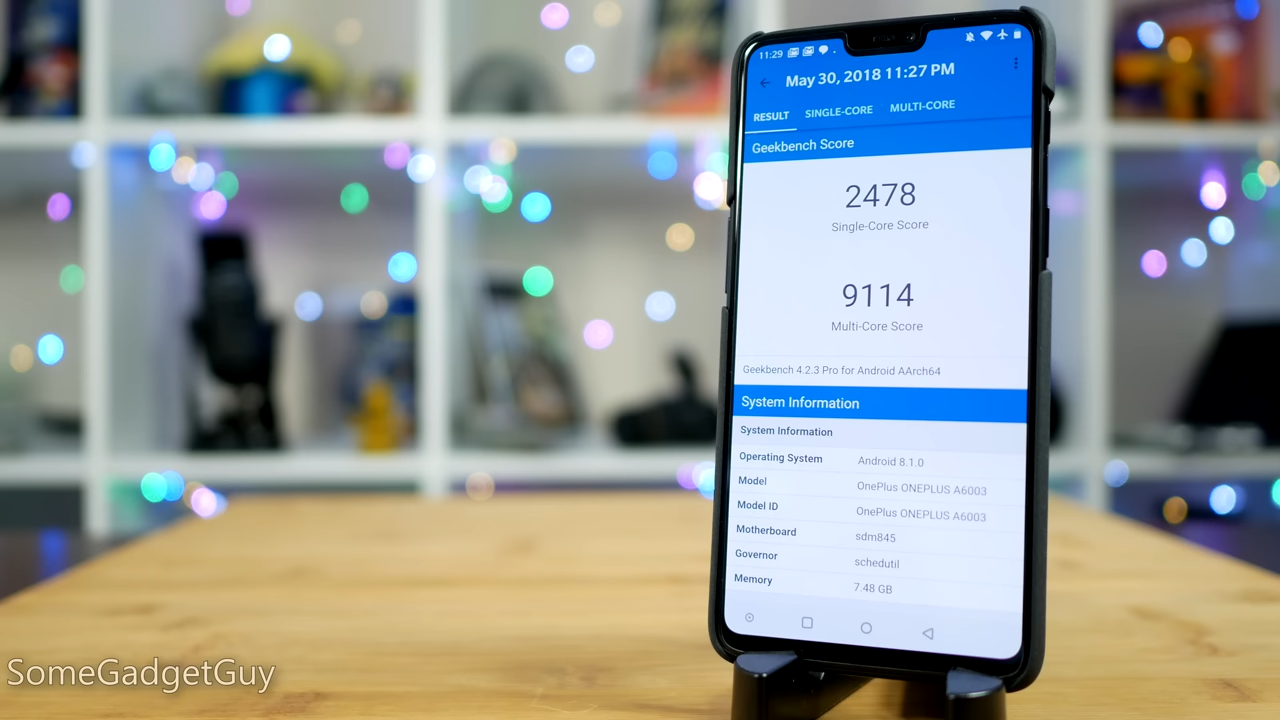 11:29
May 30, 2018 11:27 PM
RESULT SINGLE-CORE MULTI-CORE
Geekbench Score
2478
Single-Core Score
9114
Multi-Core Score
Geekbench 4.2.3 Pro for Android AArch64
System Information
System Information
Operating System Android 8.1.0
Model OnePlus ONEPLUS A6003
Model ID OnePlus ONEPLUS A6003
Motherboard sdm845
Governor schedutil
Memory 7.48 GB
SomeGadgetGuy